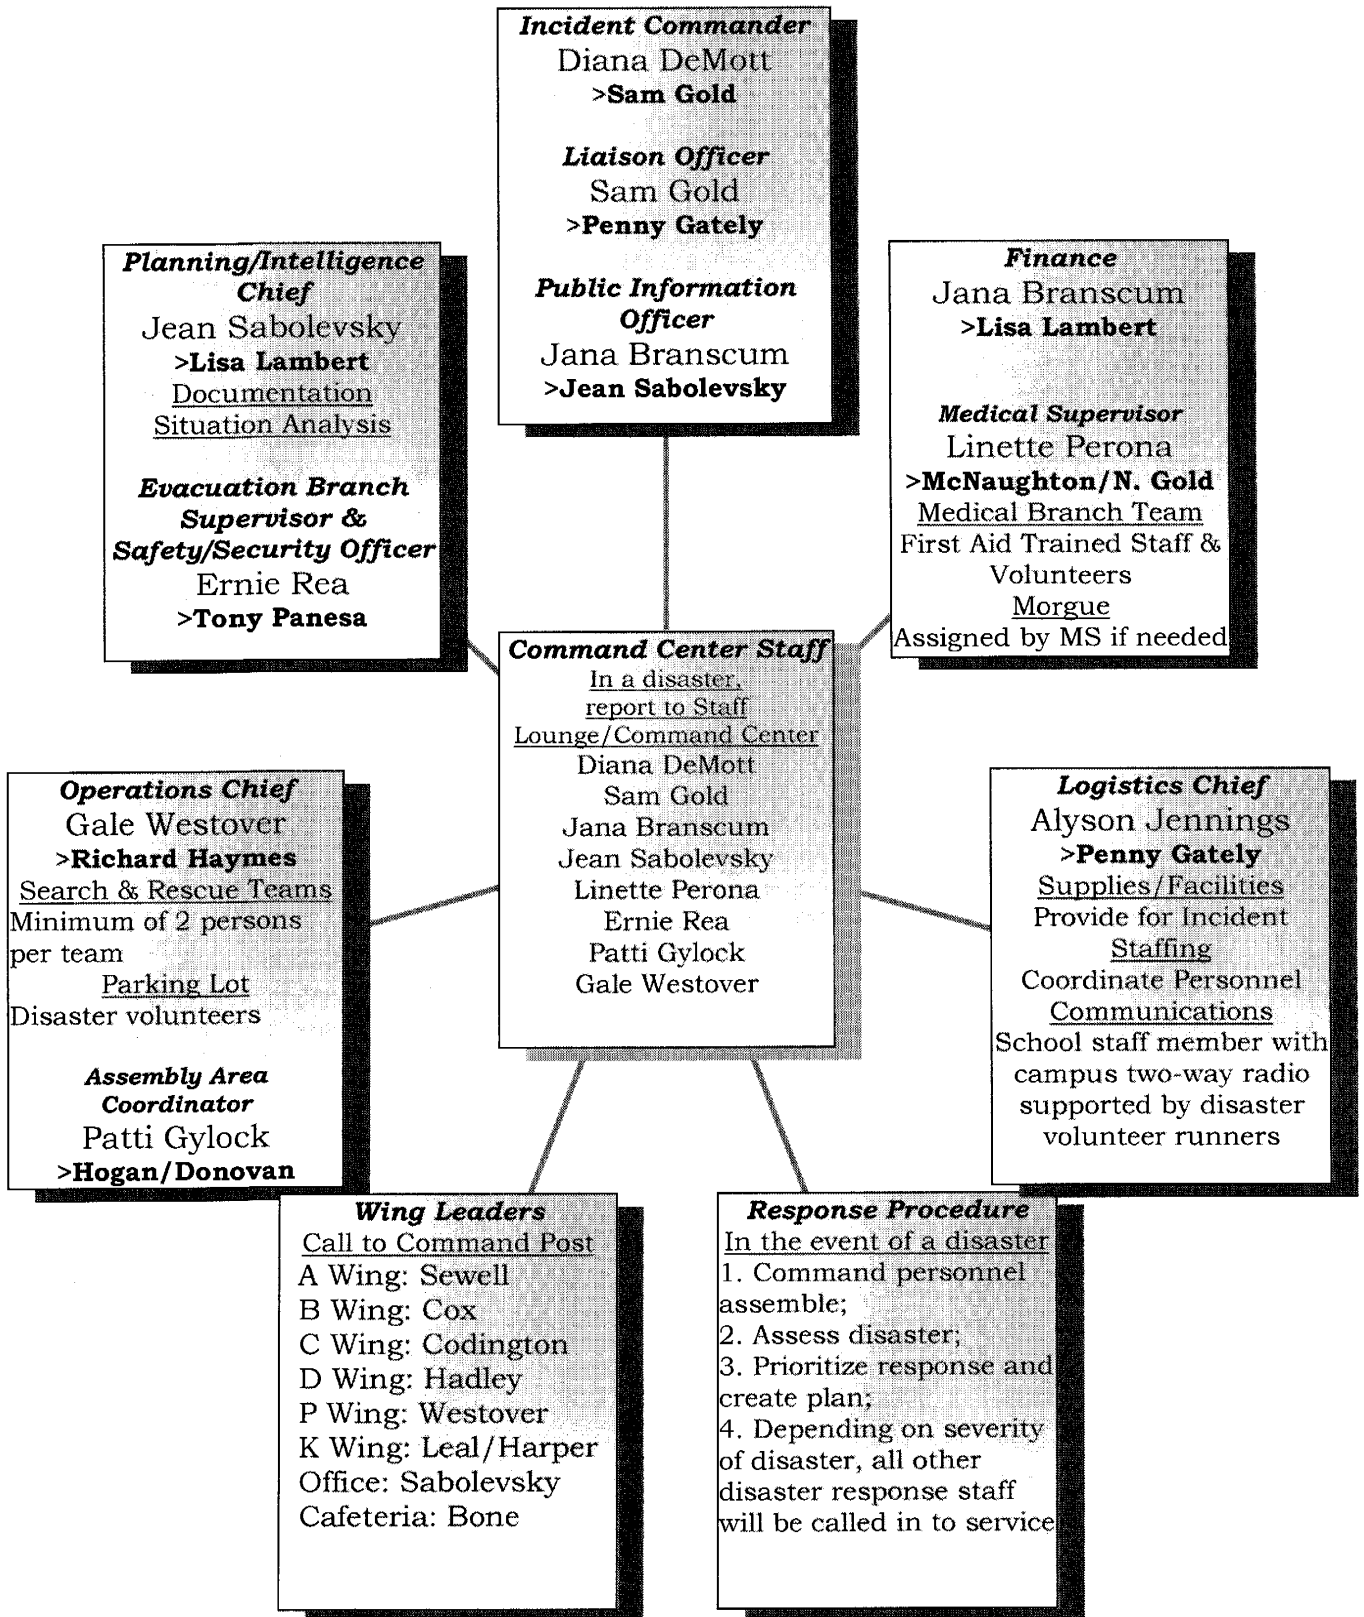 Incident Commander
Diana DeMott
>Sam Gold
Liaison Officer
Sam Gold
>Penny Gately
Public Information
Officer
Jana Branscum
>Jean Sabolevsky
Planning/Intelligence
Chief
Jean Sabolevsky
>Lisa Lambert
Documentation
Situation Analysis
Evacuation Branch
Supervisor &
Safety/Security Officer
Ernie Rea
>Tony Panesa
Finance
Jana Branscum
>Lisa Lambert
Medical Supervisor
Linette Perona
>McNaughton/N. Gold
Medical Branch Team
First Aid Trained Staff &
Volunteers
Morgue
Assigned by MS if needed
Command Center Staff
In a disaster,
report to Staff
Lounge/Command Center
Diana DeMott
Sam Gold
Jana Branscum
Jean Sabolevsky
Linette Perona
Ernie Rea
Patti Gylock
Gale Westover
Operations Chief
Gale Westover
>Richard Haymes
Search & Rescue Teams
Minimum of 2 persons
per team
Parking Lot
Disaster volunteers
Assembly Area
Coordinator
Patti Gylock
>Hogan/Donovan
Logistics Chief
Alyson Jennings
>Penny Gately
Supplies/Facilities
Provide for Incident
Staffing
Coordinate Personnel
Communications
School staff member with
campus two-way radio
supported by disaster
volunteer runners
Wing Leaders
Call to Command Post
A Wing: Sewell
B Wing: Cox
C Wing: Codington
D Wing: Hadley
P Wing: Westover
K Wing: Leal/Harper
Office: Sabolevsky
Cafeteria: Bone
Response Procedure
In the event of a disaster
1. Command personnel
assemble;
2. Assess disaster;
3. Prioritize response and
create plan;
4. Depending on severity
of disaster, all other
disaster response staff
will be called in to service